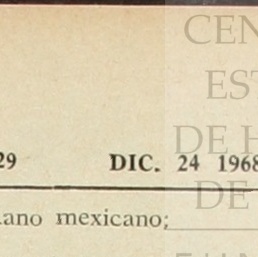 CEN
EST
29 DIC. 24 1968
DE H
DE
ano mexicano;